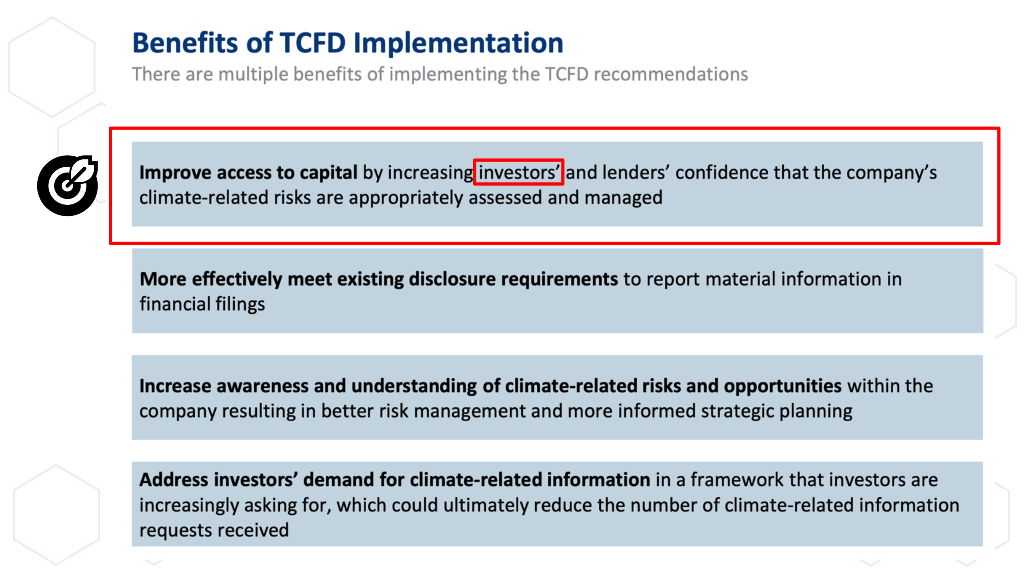 Benefits of TCFD Implementation
There are multiple benefits of implementing the TCFD recommendations
Improve access to capital by increasing investors’ and lenders’ confidence that the company’s
climate-related risks are appropriately assessed and managed
More effectively meet existing disclosure requirements to report material information in
financial filings
Increase awareness and understanding of climate-related risks and opportunities within the
company resulting in better risk management and more informed strategic planning
Address investors’ demand for climate-related information in a framework that investors are
increasingly asking for, which could ultimately reduce the number of climate-related information
requests received